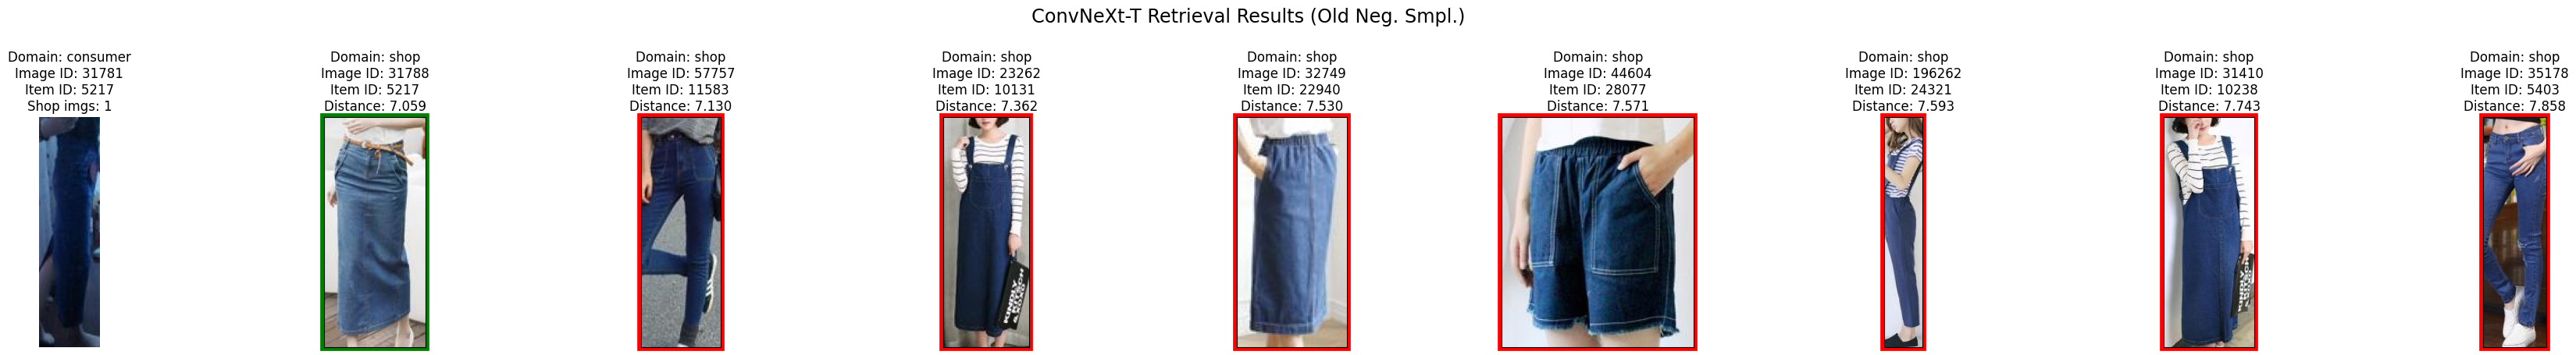 ConvNeXt-T Retrieval Results (Old Neg. Smpl.)
Domain: consumer
Image ID: 31781
Item ID: 5217
Shop imgs: 1
Domain: shop
Image ID: 31788
Item ID: 5217
Distance: 7.059
Domain: shop
Image ID: 57757
Item ID: 11583
Distance: 7.130
Domain: shop
Image ID: 23262
Item ID: 10131
Distance: 7.362
Domain: shop
Image ID: 32749
Item ID: 22940
Distance: 7.530
Domain: shop
Image ID: 44604
Item ID: 28077
Distance: 7.571
Domain: shop
Image ID: 196262
Item ID: 24321
Distance: 7.593
Domain: shop
Image ID: 31410
Item ID: 10238
Distance: 7.743
Domain: shop
Image ID: 35178
Item ID: 5403
Distance: 7.858
KINDLY